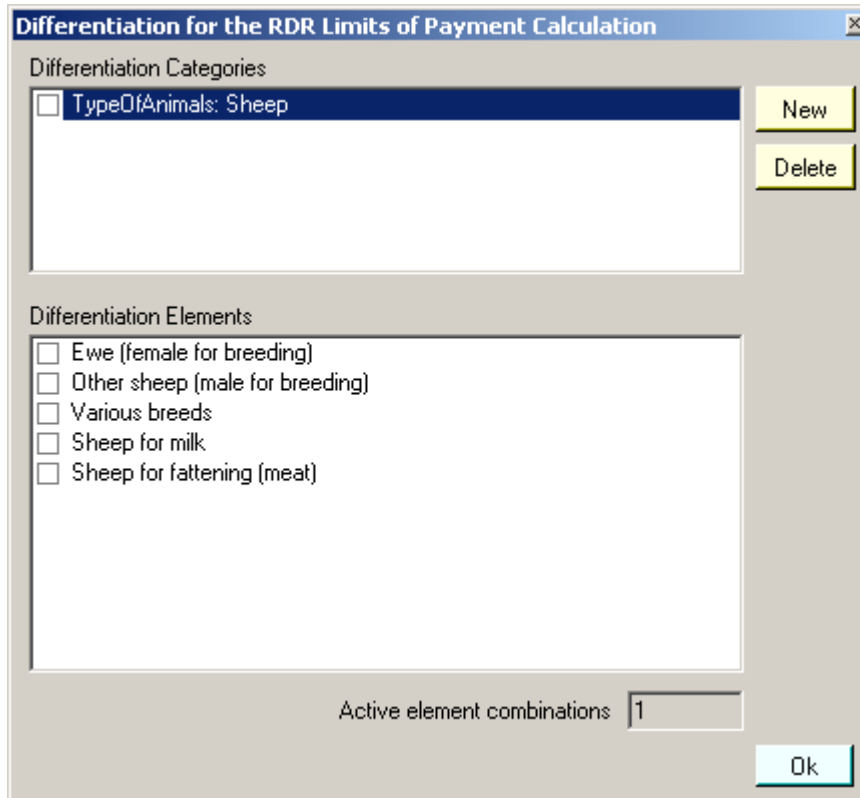 Differentiation for the RDR Limits of Payment Calculation
Differentiation Categories
TypeOfAnimals: Sheep
New
Delete
Differentiation Elements
Ewe (female for breeding)
Other sheep (male for breeding)
Various breeds
Sheep for milk
Sheep for fattening (meat)
Active element combinations 1
Ok